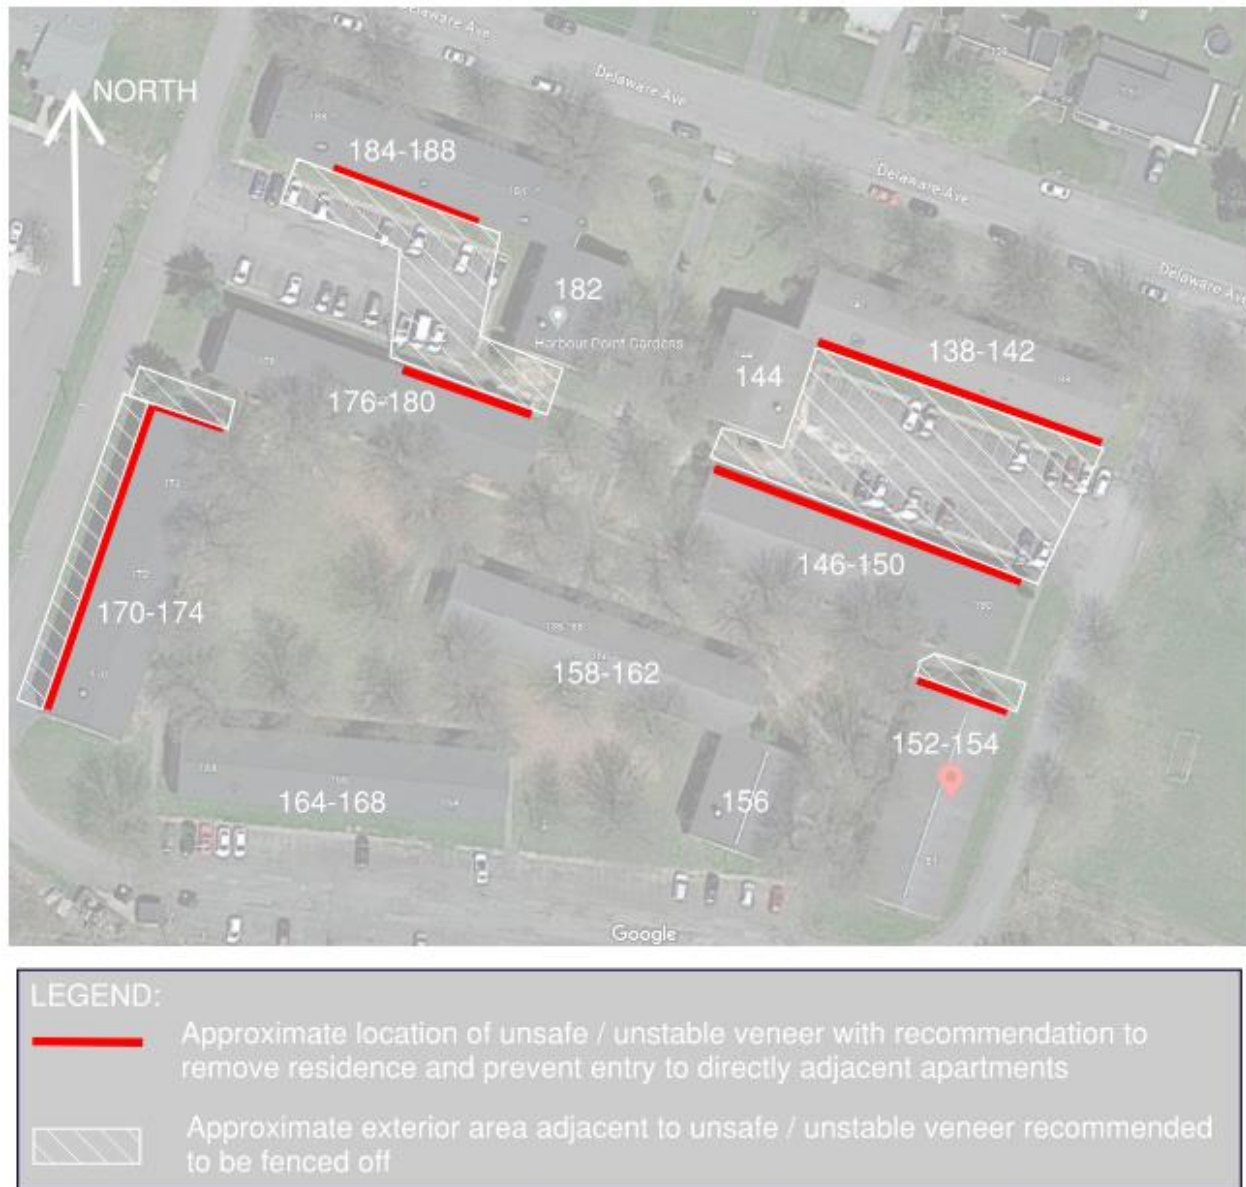 Delaware Ave
Delaware Ave
NORTH
184-188
Delaware Ave
182
Harbour Point Gardens
138-142
144
Delaware Ave
176-180
146-150
170-174
158-162
152-154
164-168
156
Google
LEGEND:
Approximate location of unsafe / unstable veneer with recommendation to
remove residence and prevent entry to directly adjacent apartments
Approximate exterior area adjacent to unsafe / unstable veneer recommended
to be fenced off